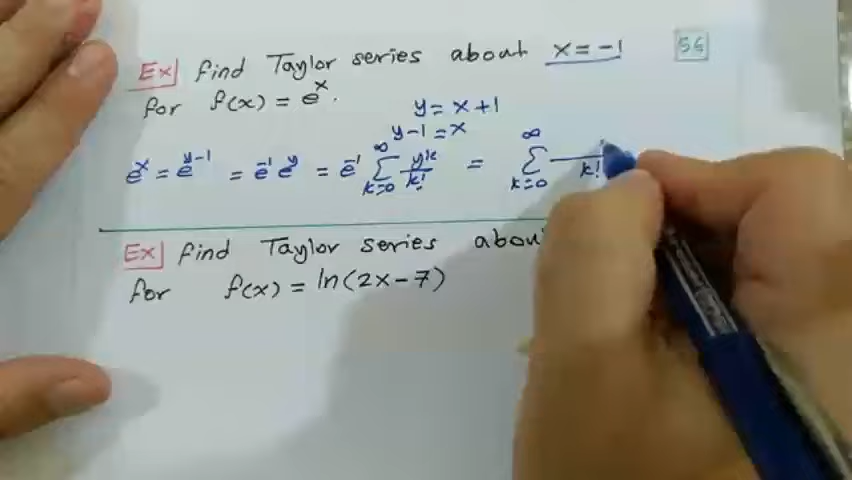 Ex find Taylor series about x = -1 56
for f(x) = e^x.
y = x + 1
y-1 = x
e^x = e^{y-1} = e^{-1} e^y = e^{-1} ∑_{k=0}^{∞} y^k/k! = ∑_{k=0}^{∞} /k!
Ex find Taylor series
for f(x) = ln(2x-7)